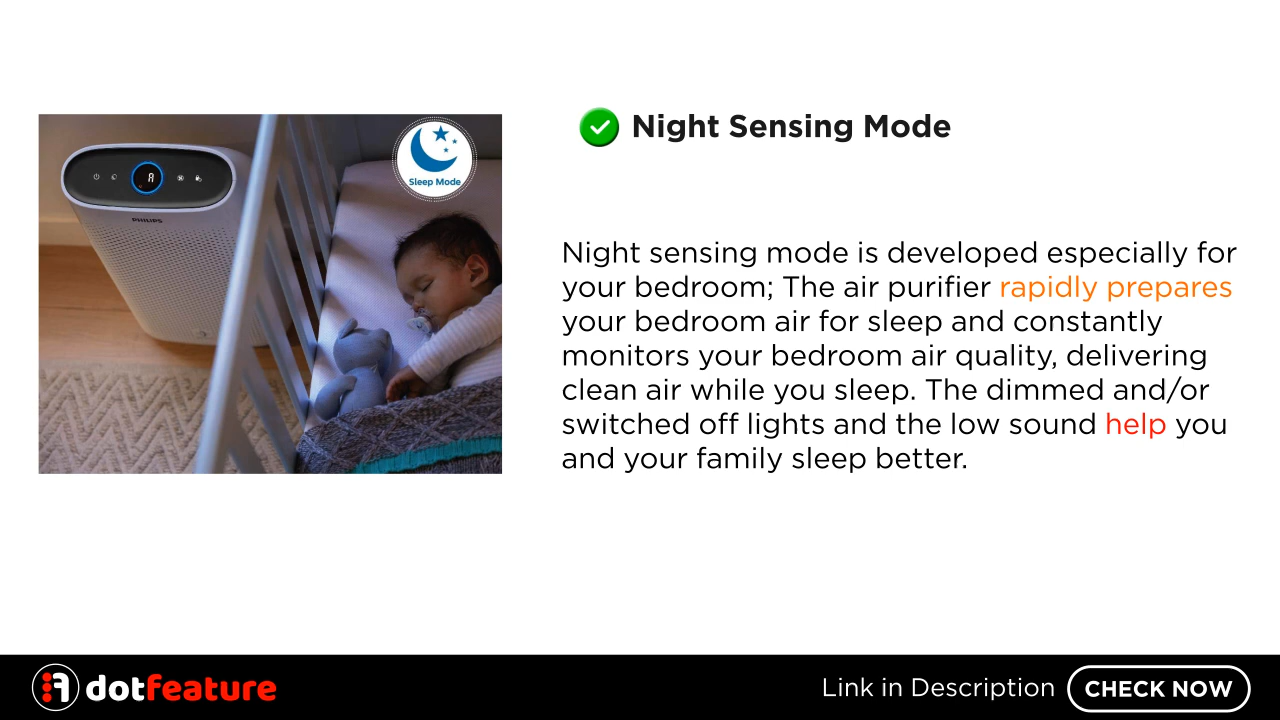 Night Sensing Mode
Sleep Mode
A
PHILIPS
Night sensing mode is developed especially for
your bedroom; The air purifier rapidly prepares
your bedroom air for sleep and constantly
monitors your bedroom air quality, delivering
clean air while you sleep. The dimmed and/or
switched off lights and the low sound help you
and your family sleep better.
dotfeature
Link in Description
CHECK NOW